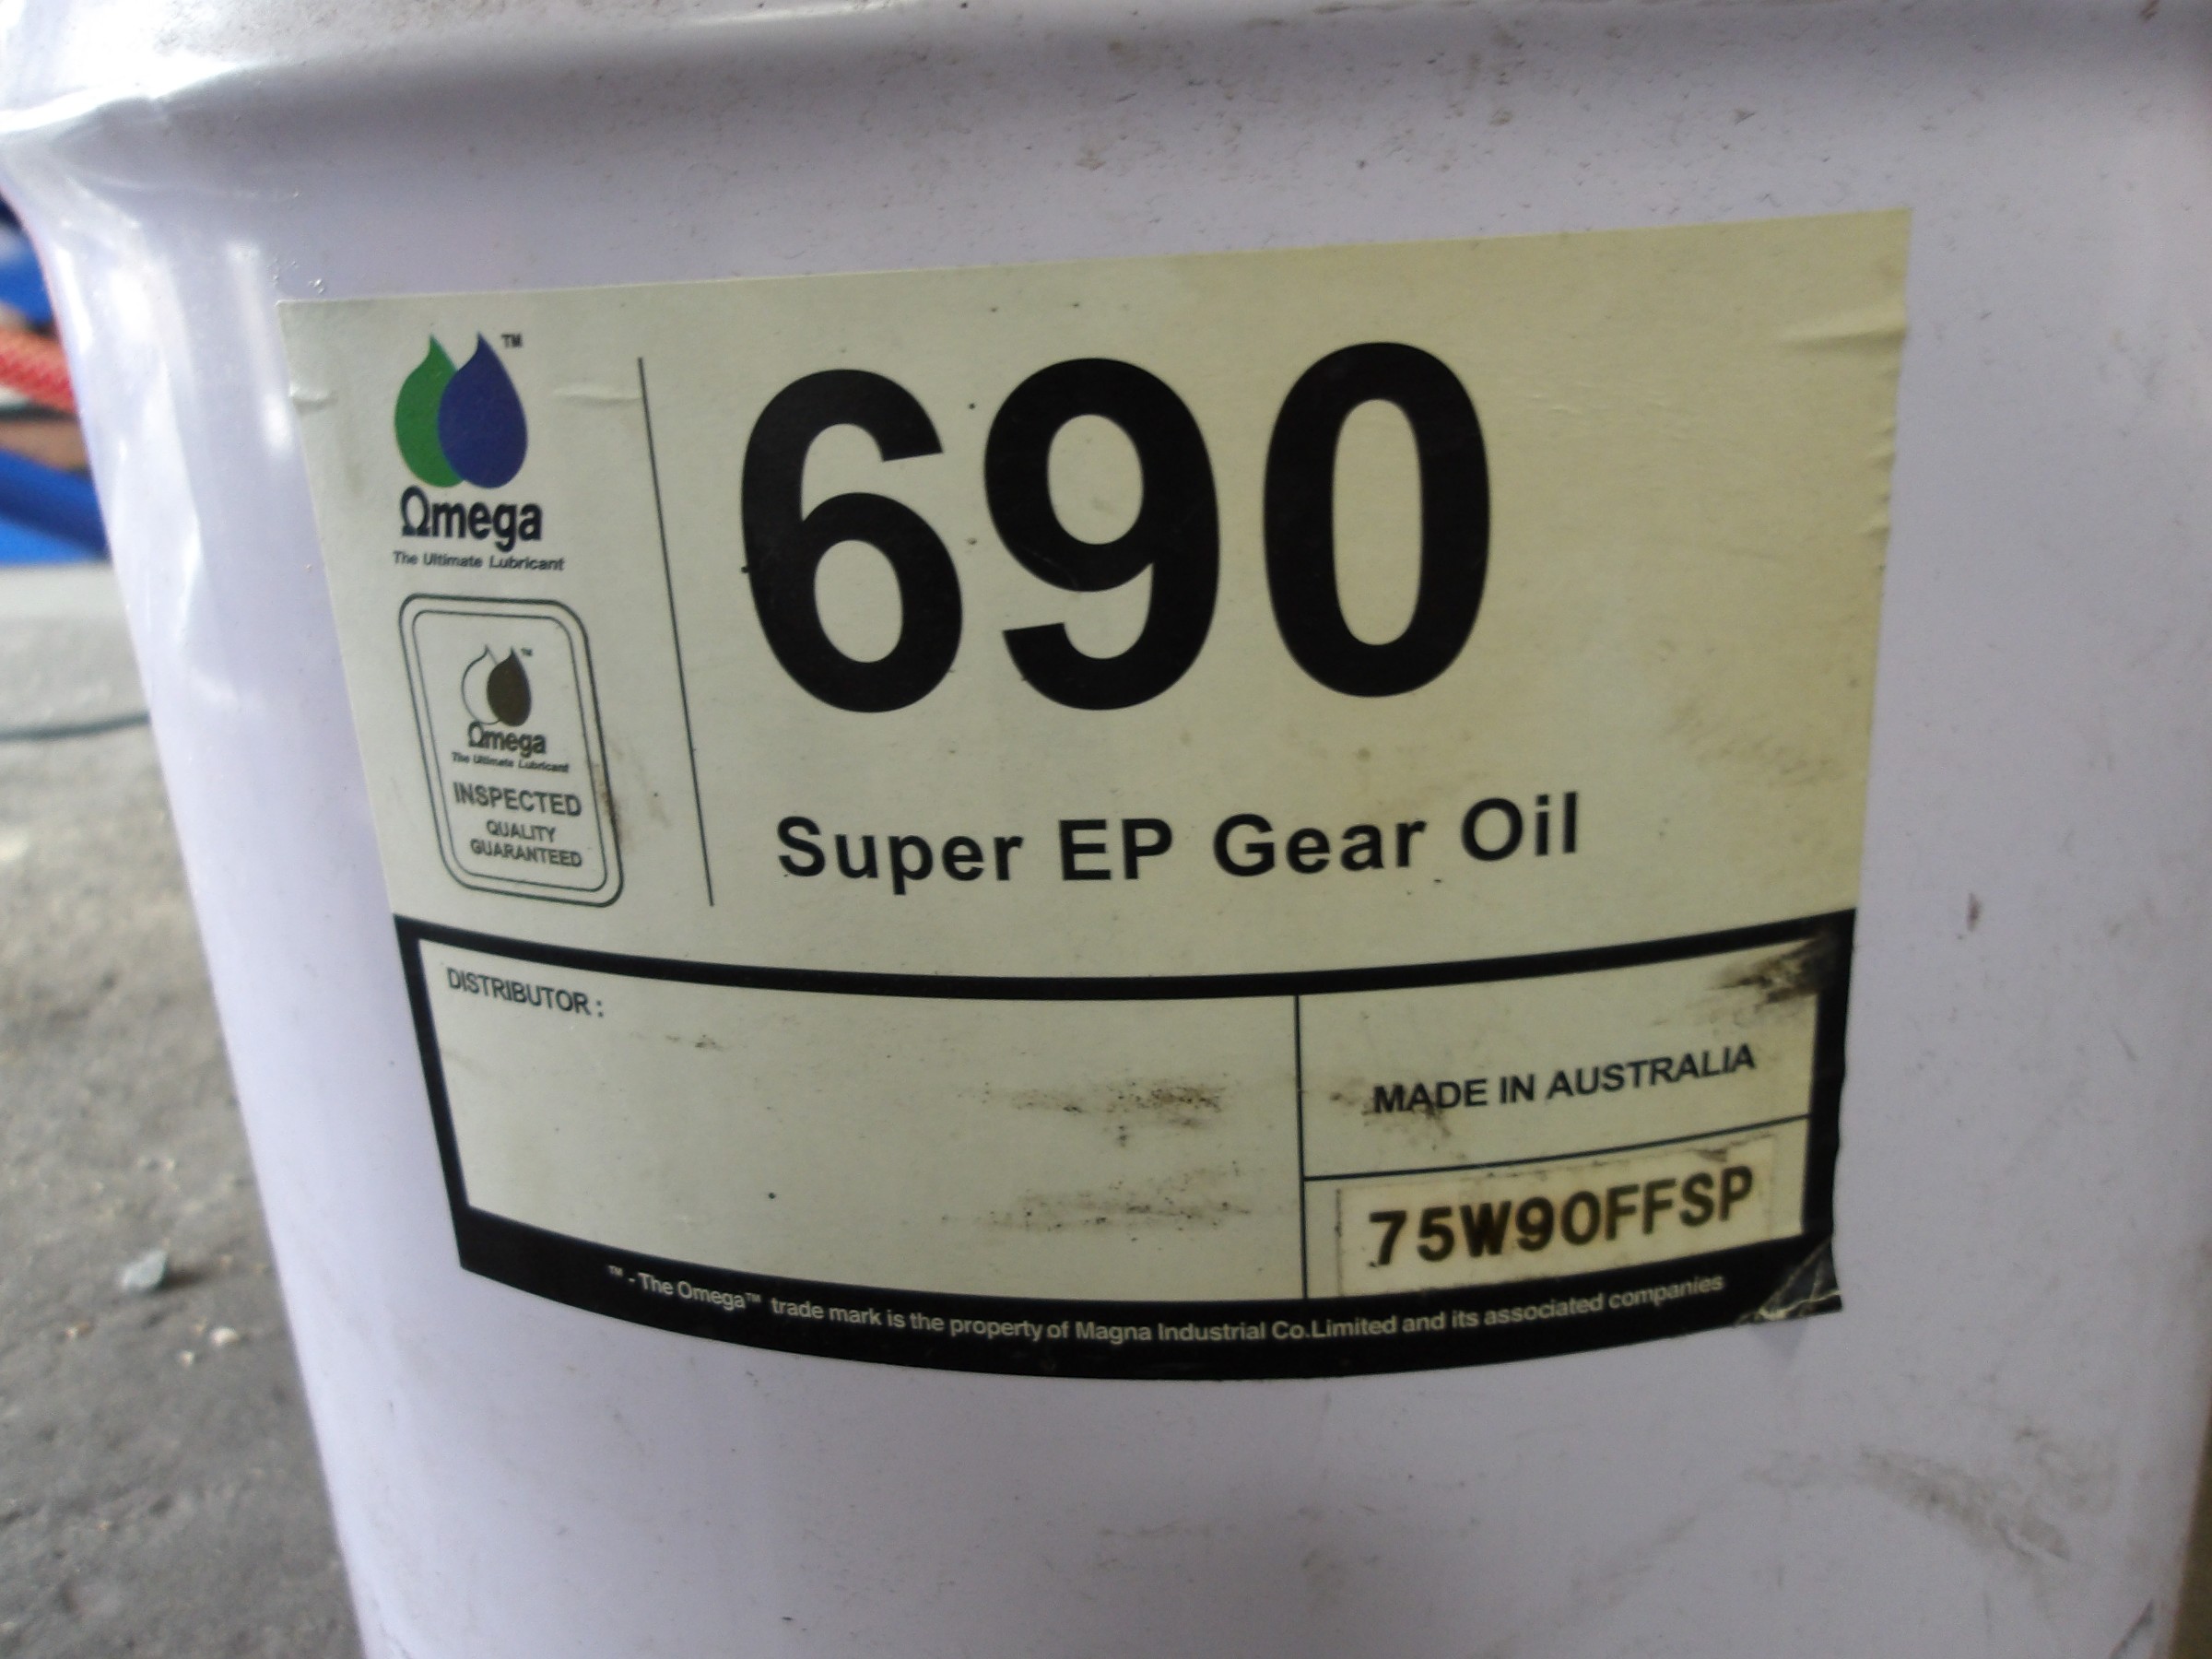 TM
Ωmega
The Ultimate Lubricant
TM
Ωmega
The Ultimate Lubricant
INSPECTED
QUALITY
GUARANTEED
690
Super EP Gear Oil
DISTRIBUTOR :
MADE IN AUSTRALIA
75W90FFSP
™ - The Omega™ trade mark is the property of Magna Industrial Co.Limited and its associated companies